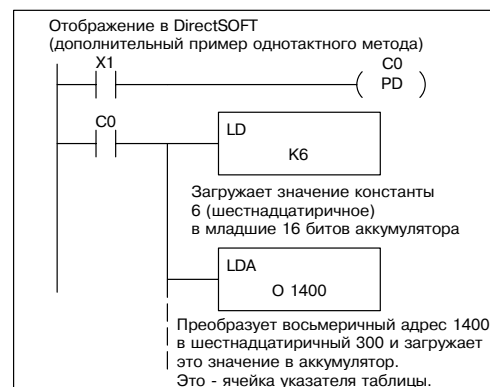 Отображение в DirectSOFT
(дополнительный пример однотактного метода)
X1
C0
PD
C0
LD
K6
Загружает значение константы
6 (шестнадцатиричное)
в младшие 16 битов аккумулятора
LDA
O 1400
Преобразует восьмеричный адрес 1400
в шестнадцатиричный 300 и загружает
это значение в аккумулятор.
Это - ячейка указателя таблицы.